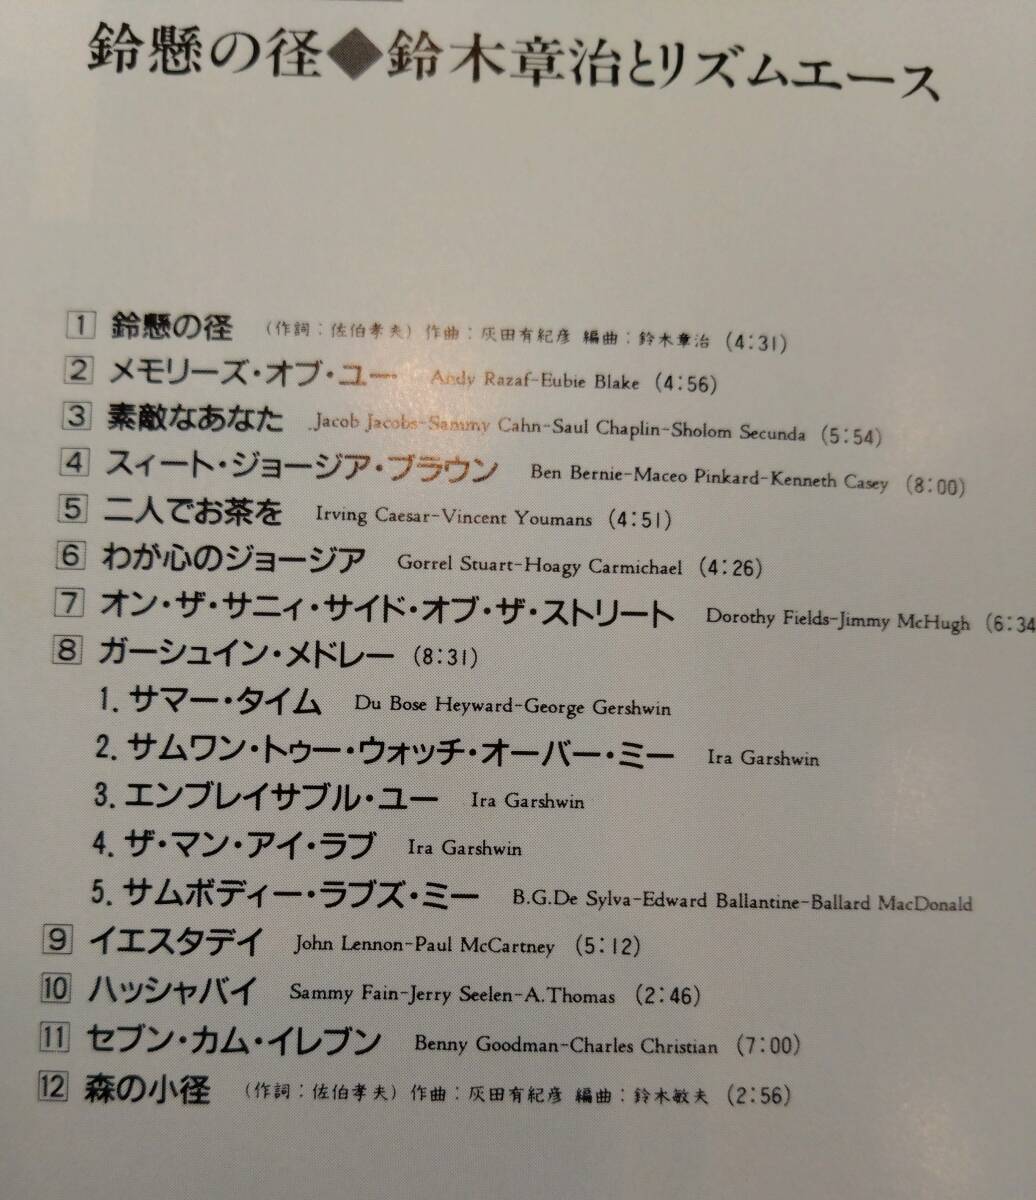 鈴懸の径◆鈴木章治とリズムエース
1 鈴懸の径 (作詞:佐伯孝夫) 作曲:灰田有紀彦 編曲:鈴木章治 (4:31)
2 メモリーズ・オブ・ユー Andy Razaf-Eubie Blake (4:56)
3 素敵なあなた Jacob Jacobs-Sammy Cahn-Saul Chaplin-Sholom Secunda (5:54)
4 スィート・ジョージア・ブラウン Ben Bernie-Maceo Pinkard-Kenneth Casey (8:00)
5 二人でお茶を Irving Caesar-Vincent Youmans (4:51)
6 わが心のジョージア Gorrel Stuart-Hoagy Carmichael (4:26)
7 オン・ザ・サニィ・サイド・オブ・ザ・ストリート Dorothy Fields-Jimmy McHugh (6:34
8 ガーシュイン・メドレー (8:31)
1. サマー・タイム Du Bose Heyward-George Gershwin
2. サムワン・トゥー・ウォッチ・オーバー・ミー Ira Garshwin
3. エンブレイサブル・ユー Ira Garshwin
4. ザ・マン・アイ・ラブ Ira Garshwin
5. サムボディー・ラブズ・ミー B.G.De Sylva-Edward Ballantine-Ballard MacDonald
9 イエスタデイ John Lennon-Paul McCartney (5:12)
10 ハッシャバイ Sammy Fain-Jerry Seelen-A.Thomas (2:46)
11 セブン・カム・イレブン Benny Goodman-Charles Christian (7:00)
12 森の小径 (作詞:佐伯孝夫) 作曲:灰田有紀彦 編曲:鈴木敏夫 (2:56)